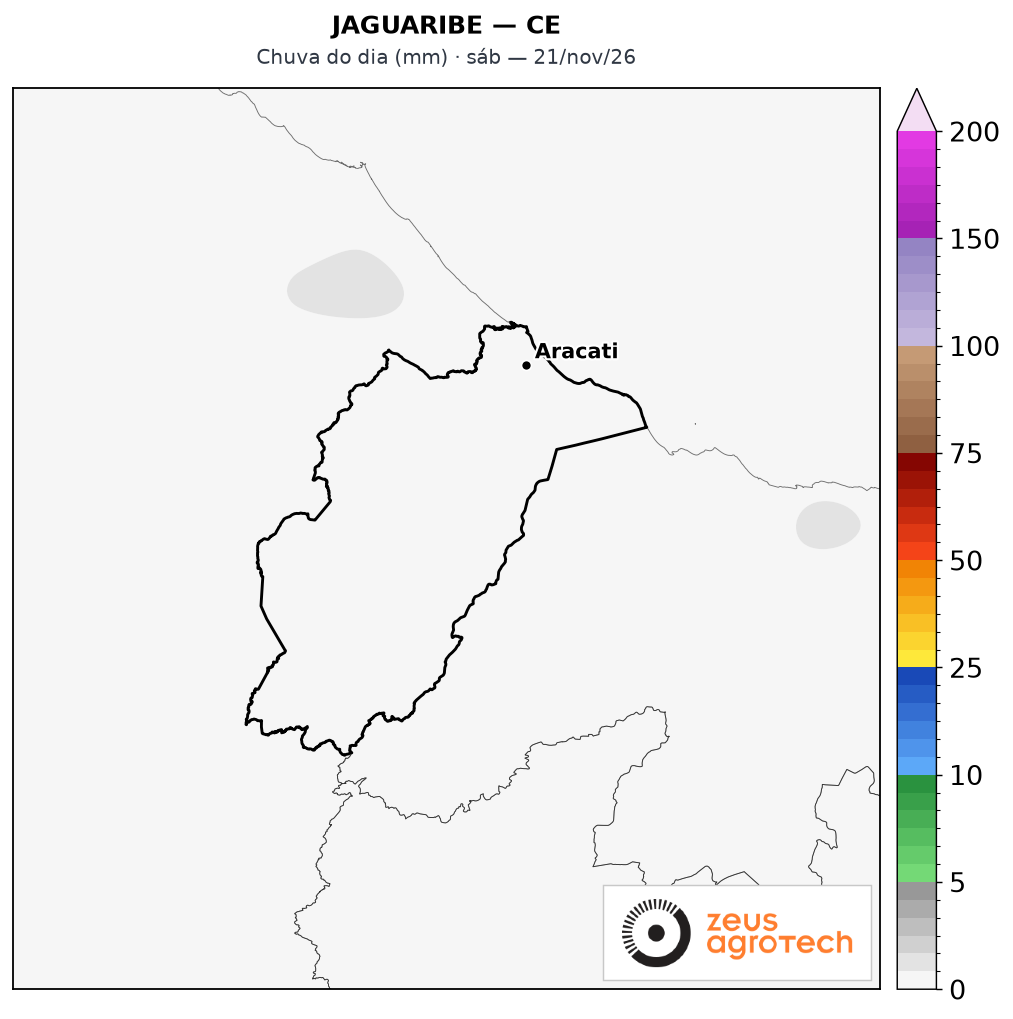 JAGUARIBE — CE
Chuva do dia (mm) · sáb — 21/nov/26
Aracati
200
150
100
75
50
25
10
5
0
zeus
agrotech